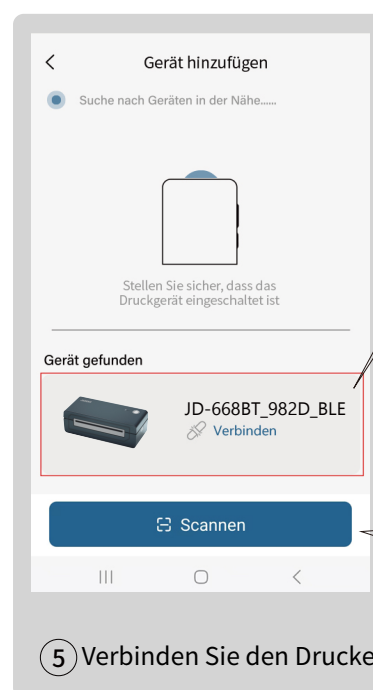 Gerät hinzufügen
Suche nach Geräten in der Nähe......
Stellen Sie sicher, dass das
Druckgerät eingeschaltet ist
Gerät gefunden
JD-668BT_982D_BLE
Verbinden
Scannen
5 Verbinden Sie den Drucke